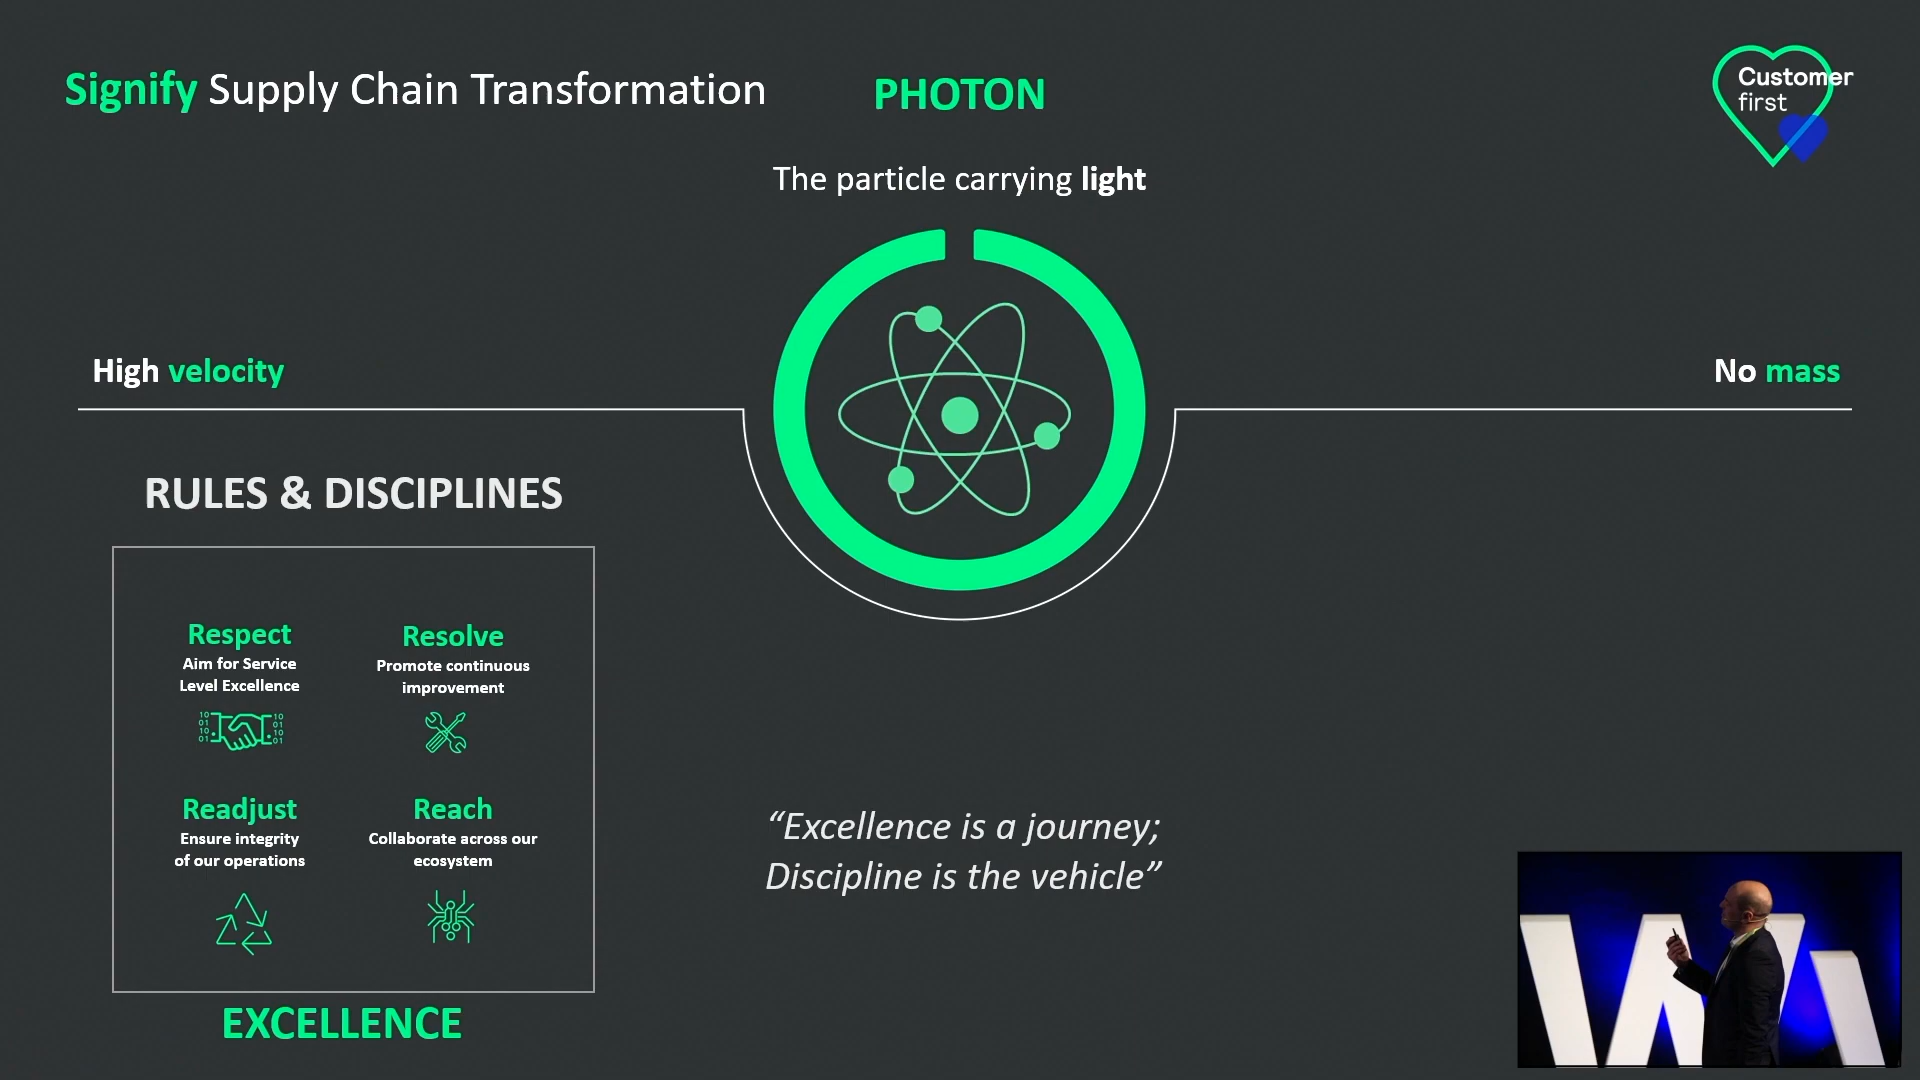 Signify Supply Chain Transformation
PHOTON
Customer
first
The particle carrying light
High velocity
No mass
RULES & DISCIPLINES
Respect
Aim for Service
Level Excellence
Resolve
Promote continuous
improvement
Readjust
Ensure integrity
of our operations
Reach
Collaborate across our
ecosystem
EXCELLENCE
“Excellence is a journey;
Discipline is the vehicle”